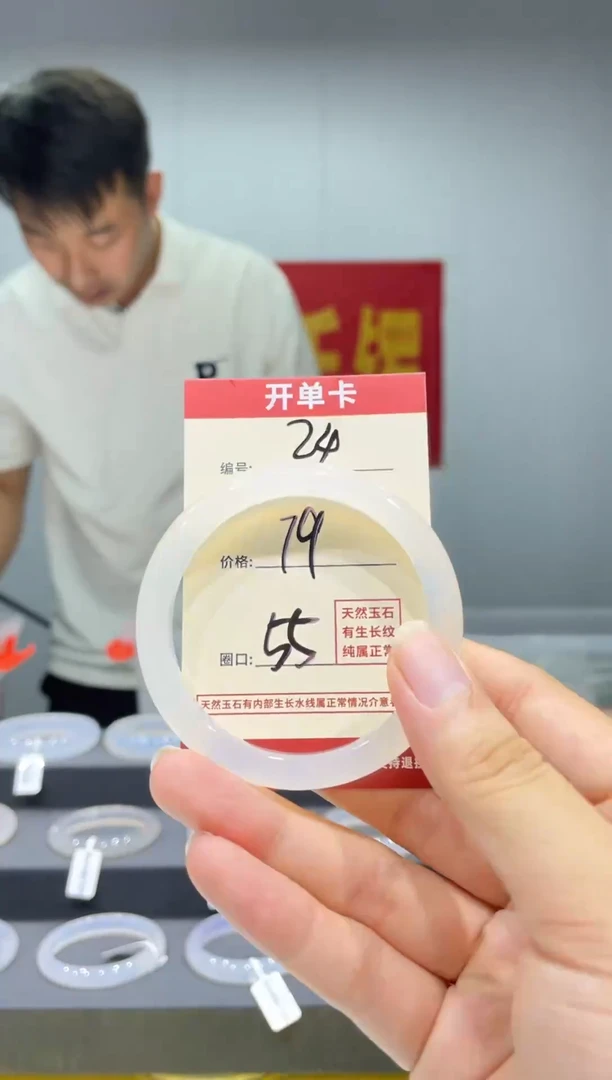 开单卡
编号: 24
价格: 79
圈口: 55
天然玉石
有生长纹
纯属正常
天然玉石有内部生长水线属正常情况介意
持退